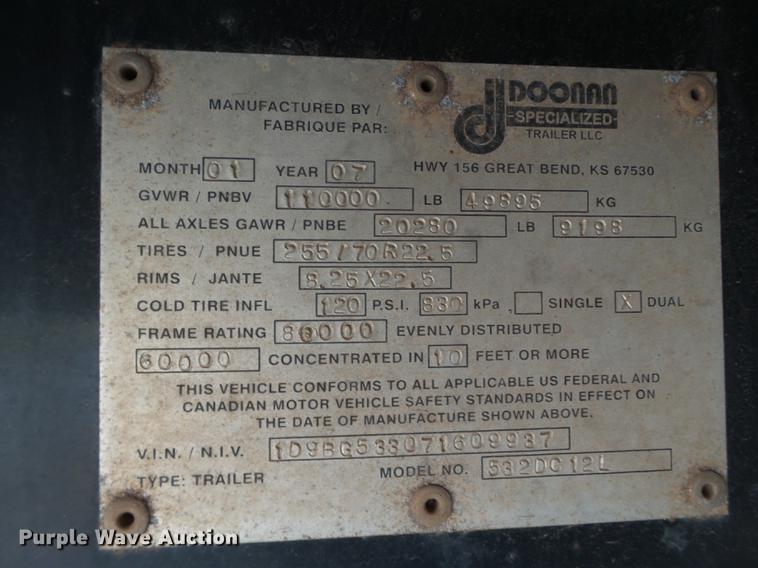 DOONAN
SPECIALIZED
TRAILER LLC
MANUFACTURED BY /
FABRIQUE PAR:
HWY 156 GREAT BEND, KS 67530
MONTH 01 YEAR 07
GVWR / PNBV 110000 LB 49895 KG
ALL AXLES GAWR / PNBE 20280 LB 9198 KG
TIRES / PNUE 255/70R22.5
RIMS / JANTE 8.25X22.5
COLD TIRE INFL 120 P.S.I. 830 kPa , SINGLE X DUAL
FRAME RATING 80000 EVENLY DISTRIBUTED
60000 CONCENTRATED IN 10 FEET OR MORE
THIS VEHICLE CONFORMS TO ALL APPLICABLE US FEDERAL AND
CANADIAN MOTOR VEHICLE SAFETY STANDARDS IN EFFECT ON
THE DATE OF MANUFACTURE SHOWN ABOVE.
V.I.N. / N.I.V. 1D9BG533071609937
TYPE: TRAILER MODEL NO. 532DC12L
Purple Wave Auction